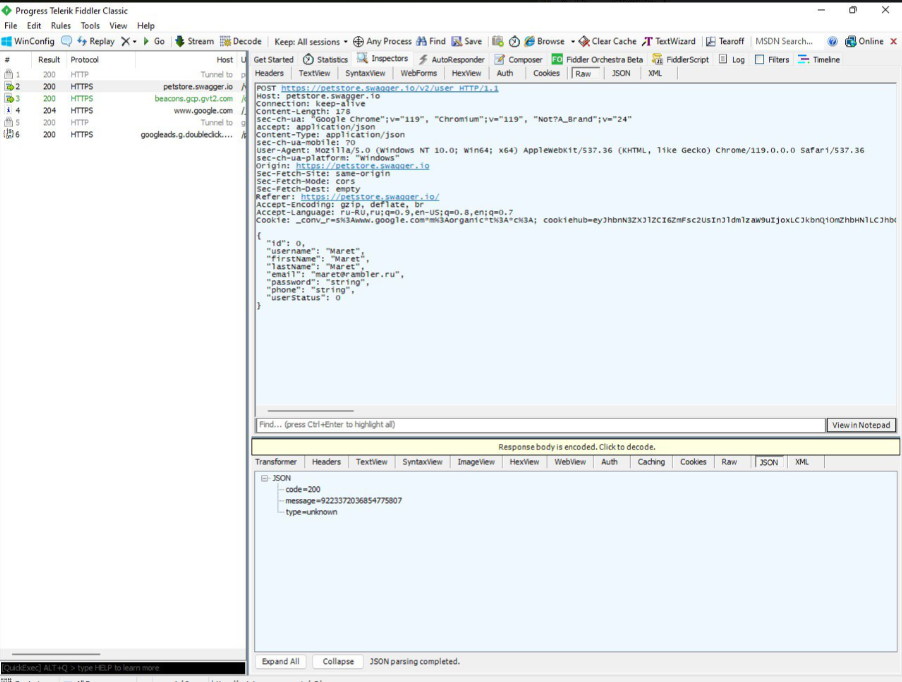 Progress Telerik Fiddler Classic
File Edit Rules Tools View Help
WinConfig Replay Go Stream Decode Keep: All sessions Any Process Find Save Browse Clear Cache TextWizard Tearoff MSDN Search... Online
# Result Protocol Host U
1 200 HTTP Tunnel to
2 200 HTTPS petstore.swagger.io
3 200 HTTPS beacons.gcp.gvt2.com
4 204 HTTPS www.google.com
5 200 HTTP Tunnel to
6 200 HTTPS googleads.g.doubleclick....
Get Started Statistics Inspectors AutoResponder Composer Fiddler Orchestra Beta FiddlerScript Log Filters Timeline
Headers TextView SyntaxView WebForms HexView Auth Cookies Raw JSON XML
POST https://petstore.swagger.io/v2/user HTTP/1.1
Host: petstore.swagger.io
Connection: keep-alive
Content-Length: 178
sec-ch-ua: "Google Chrome";v="119", "Chromium";v="119", "Not?A_Brand";v="24"
accept: application/json
Content-Type: application/json
sec-ch-ua-mobile: ?0
User-Agent: Mozilla/5.0 (Windows NT 10.0; Win64; x64) AppleWebKit/537.36 (KHTML, like Gecko) Chrome/119.0.0.0 Safari/537.36
sec-ch-ua-platform: "Windows"
Origin: https://petstore.swagger.io
Sec-Fetch-Site: same-origin
Sec-Fetch-Mode: cors
Sec-Fetch-Dest: empty
Referer: https://petstore.swagger.io/
Accept-Encoding: gzip, deflate, br
Accept-Language: ru-RU,ru;q=0.9,en-US;q=0.8,en;q=0.7
Cookie: _conv_r=s%3Awww.google.com*m%3Aorganic*t%3A*c%3A;
{
"id": 0,
"username": "Maret",
"firstName": "Maret",
"lastName": "Maret",
"email": "maret@rambler.ru",
"password": "string",
"phone": "string",
"userStatus": 0
}
Find... (press Ctrl+Enter to highlight all) View in Notepad
Response body is encoded. Click to decode.
Transformer Headers TextView SyntaxView ImageView HexView WebView Auth Caching Cookies Raw JSON XML
JSON
code=200
message=9223372036854775807
type=unknown
Expand All Collapse JSON parsing completed.
[QuickExec] ALT+Q > type HELP to learn more